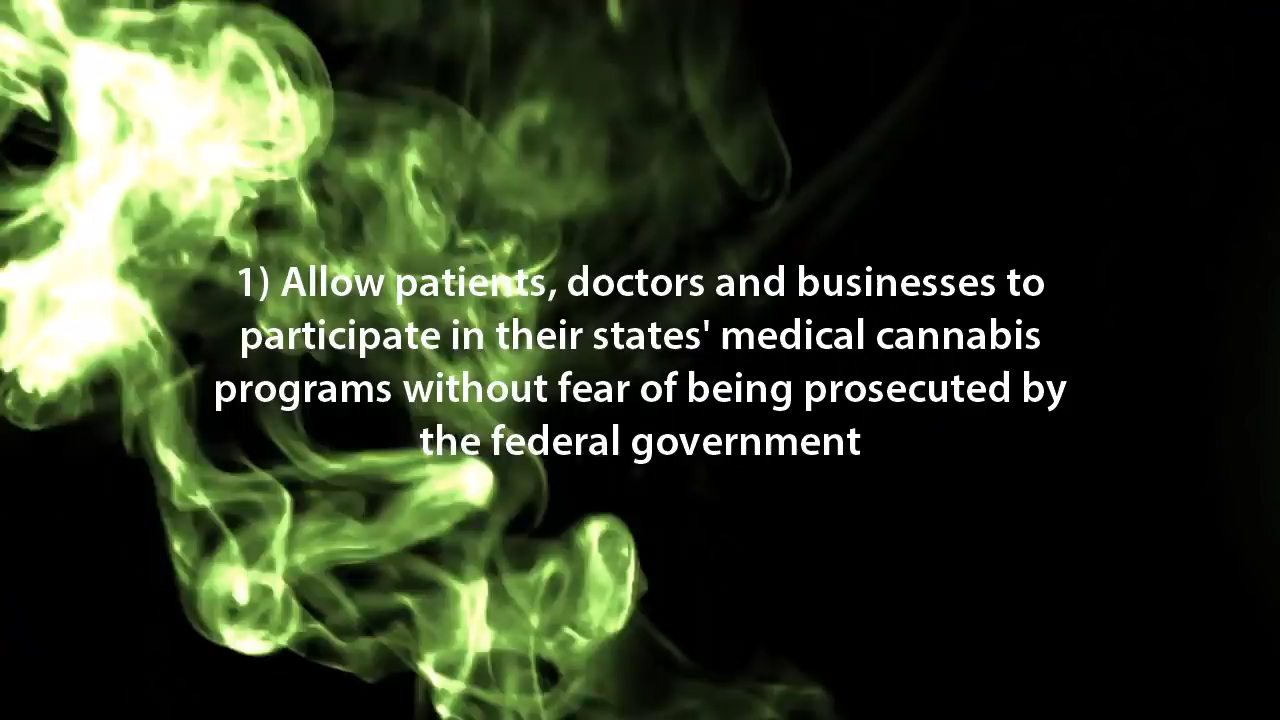 1) Allow patients, doctors and businesses to
participate in their states' medical cannabis
programs without fear of being prosecuted by
the federal government